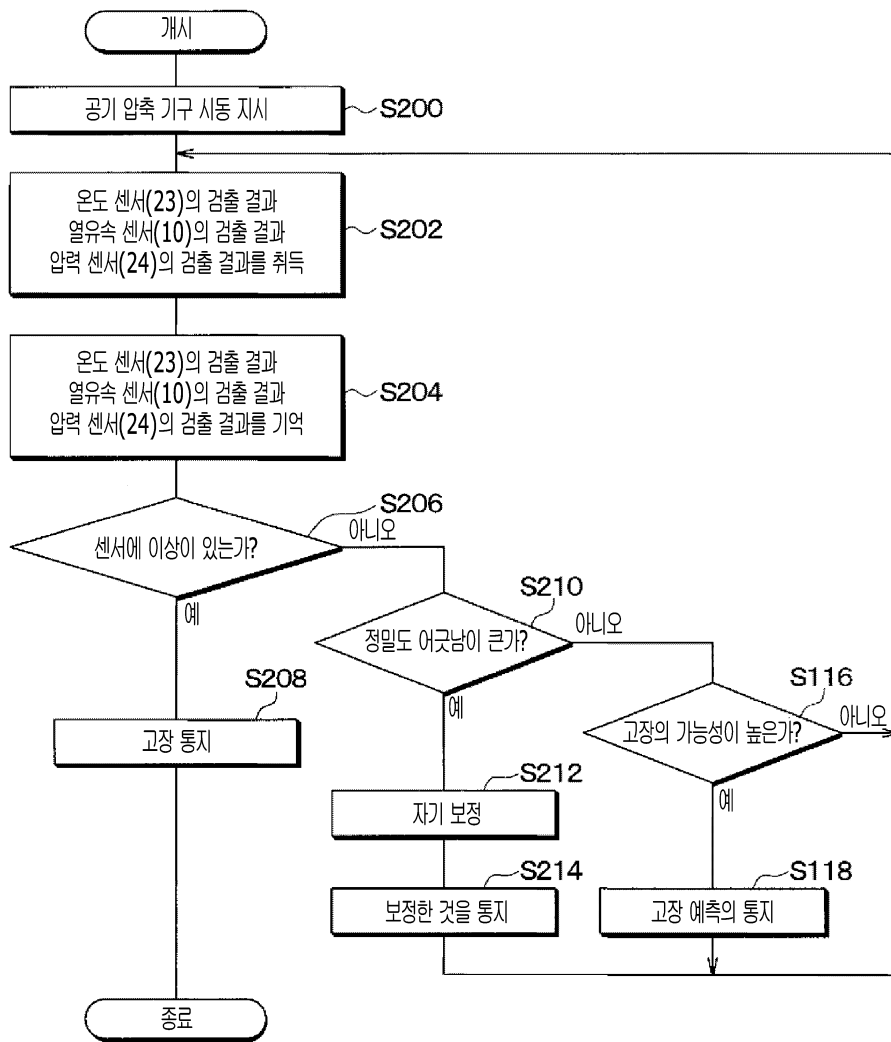 개시
공기 압축 기구 시동 지시
S200
온도 센서(23)의 검출 결과
열유속 센서(10)의 검출 결과
압력 센서(24)의 검출 결과를 취득
S202
온도 센서(23)의 검출 결과
열유속 센서(10)의 검출 결과
압력 센서(24)의 검출 결과를 기억
S204
센서에 이상이 있는가?
S206
아니오
예
정밀도 어긋남이 큰가?
S210
아니오
예
고장의 가능성이 높은가?
S116
아니오
예
고장 통지
S208
자기 보정
S212
보정한 것을 통지
S214
고장 예측의 통지
S118
종료